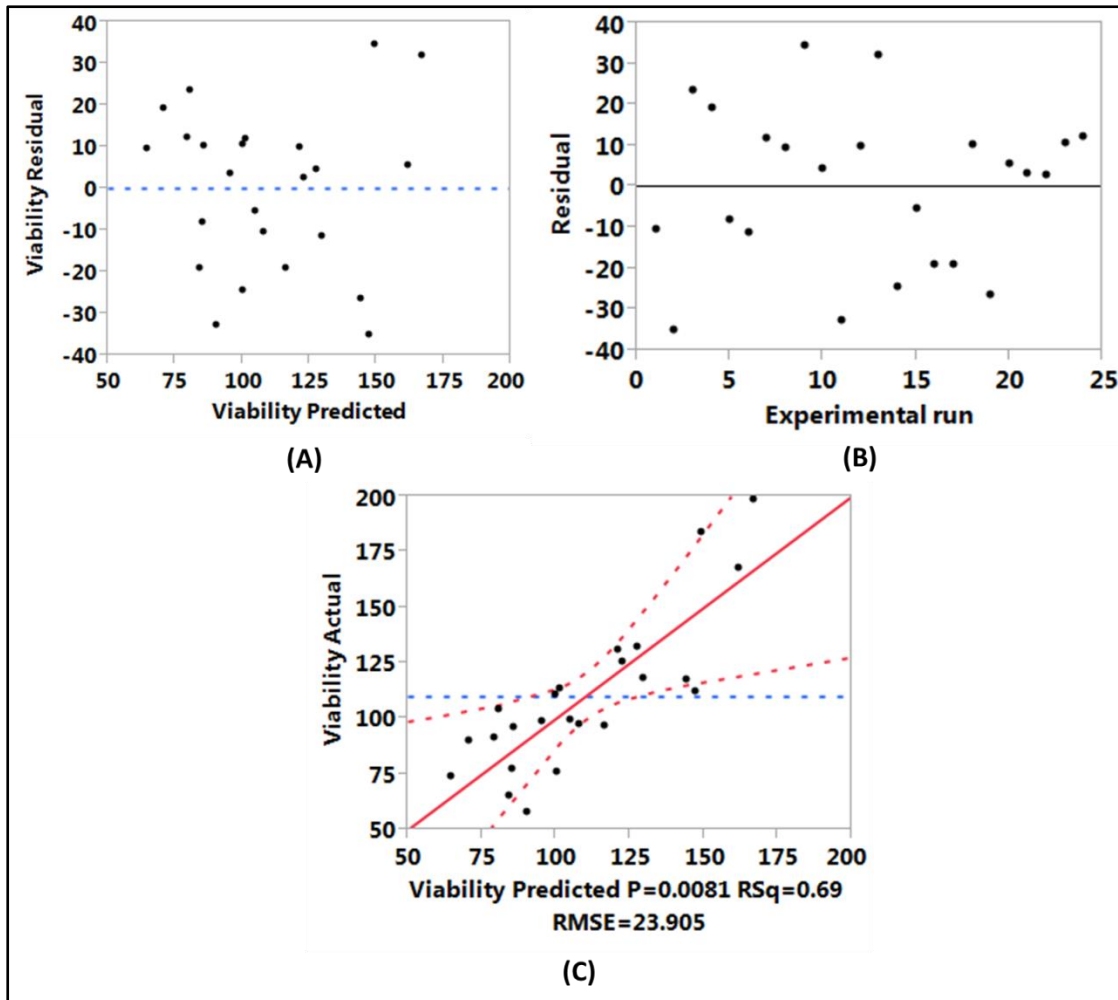 40
30
20
10
0
-10
-20
-30
-40
Viability Residual
50 75 100 125 150 175 200
Viability Predicted
(A)
40
30
20
10
0
-10
-20
-30
-40
Residual
0 5 10 15 20 25
Experimental run
(B)
200
175
150
125
100
75
50
Viability Actual
50 75 100 125 150 175 200
Viability Predicted P=0.0081 RSq=0.69
RMSE=23.905
(C)